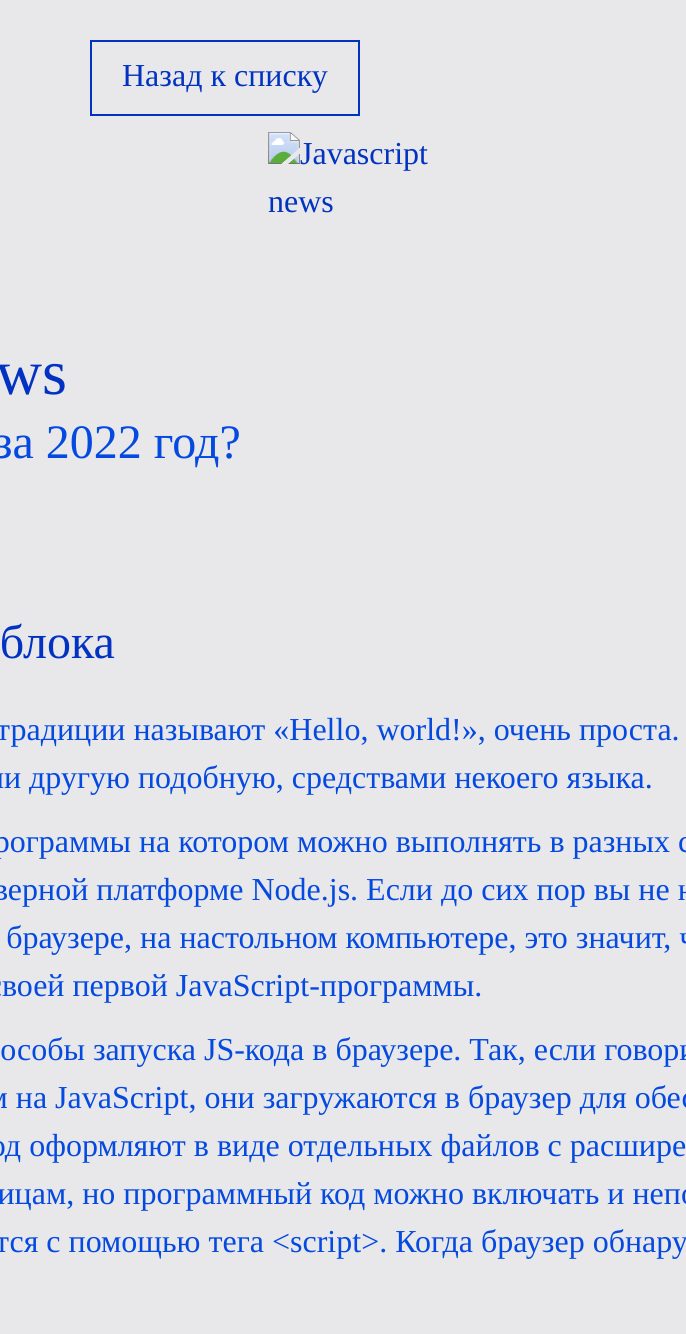 Назад к списку
Javascript
news
ws
за 2022 год?
блока
традиции называют «Hello, world!», очень проста.
ли другую подобную, средствами некоего языка.
рограммы на котором можно выполнять в разных с
верной платформе Node.js. Если до сих пор вы не н
браузере, на настольном компьютере, это значит, ч
своей первой JavaScript-программы.
особы запуска JS-кода в браузере. Так, если говори
м на JavaScript, они загружаются в браузер для обес
од оформляют в виде отдельных файлов с расшире
ицам, но программный код можно включать и непо
тся с помощью тега <script>. Когда браузер обнару